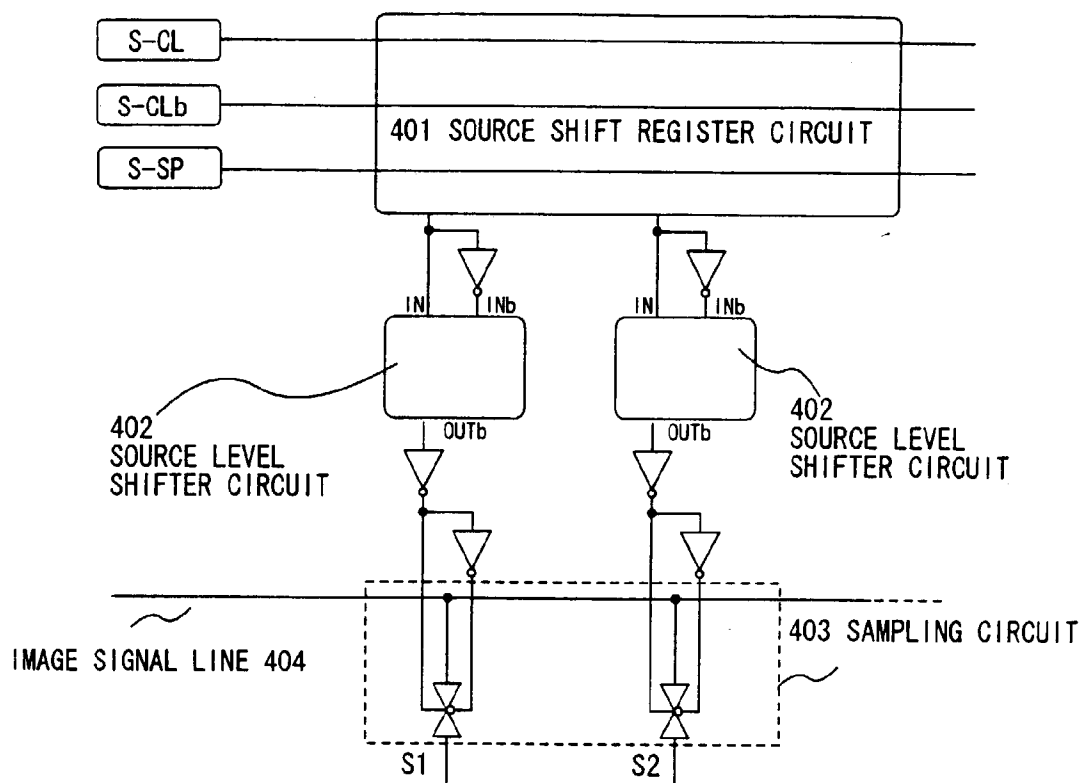 S-CL
S-CLb
401 SOURCE SHIFT REGISTER CIRCUIT
S-SP
IN
INb
IN
INb
402
SOURCE LEVEL
SHIFTER CIRCUIT
OUTb
OUTb
402
SOURCE LEVEL
SHIFTER CIRCUIT
403 SAMPLING CIRCUIT
IMAGE SIGNAL LINE 404
S1
S2